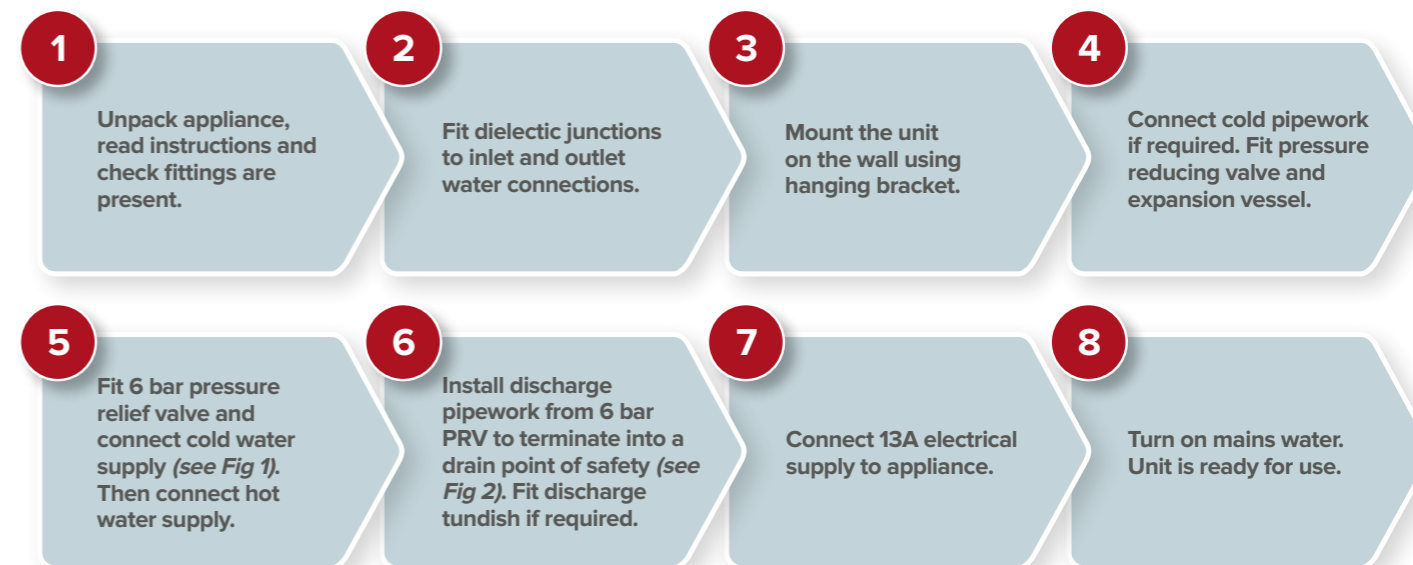 1
Unpack appliance,
read instructions and
check fittings are
present.
2
Fit dielectic junctions
to inlet and outlet
water connections.
3
Mount the unit
on the wall using
hanging bracket.
4
Connect cold pipework
if required. Fit pressure
reducing valve and
expansion vessel.
5
Fit 6 bar pressure
relief valve and
connect cold water
supply (see Fig 1).
Then connect hot
water supply.
6
Install discharge
pipework from 6 bar
PRV to terminate into a
drain point of safety (see
Fig 2). Fit discharge
tundish if required.
7
Connect 13A electrical
supply to appliance.
8
Turn on mains water.
Unit is ready for use.